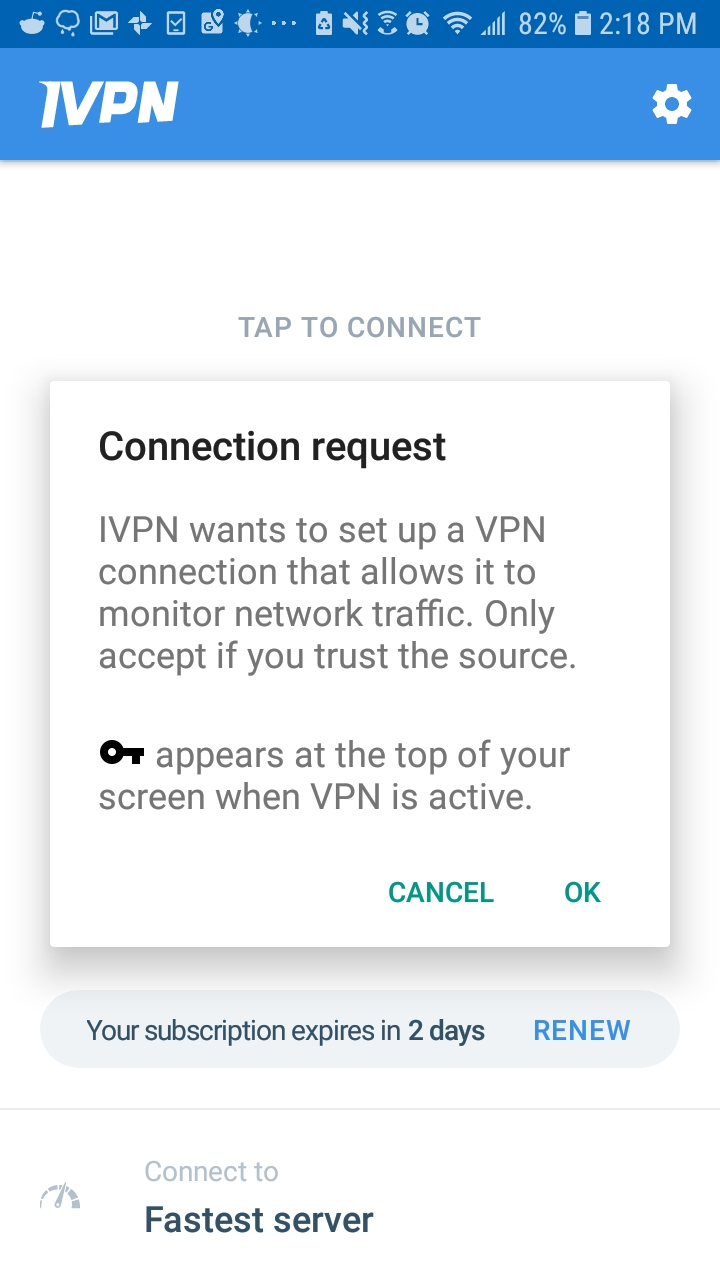 82% 2:18 PM
IVPN
TAP TO CONNECT
Connection request
IVPN wants to set up a VPN
connection that allows it to
monitor network traffic. Only
accept if you trust the source.
appears at the top of your
screen when VPN is active.
CANCEL OK
Your subscription expires in 2 days RENEW
Connect to
Fastest server